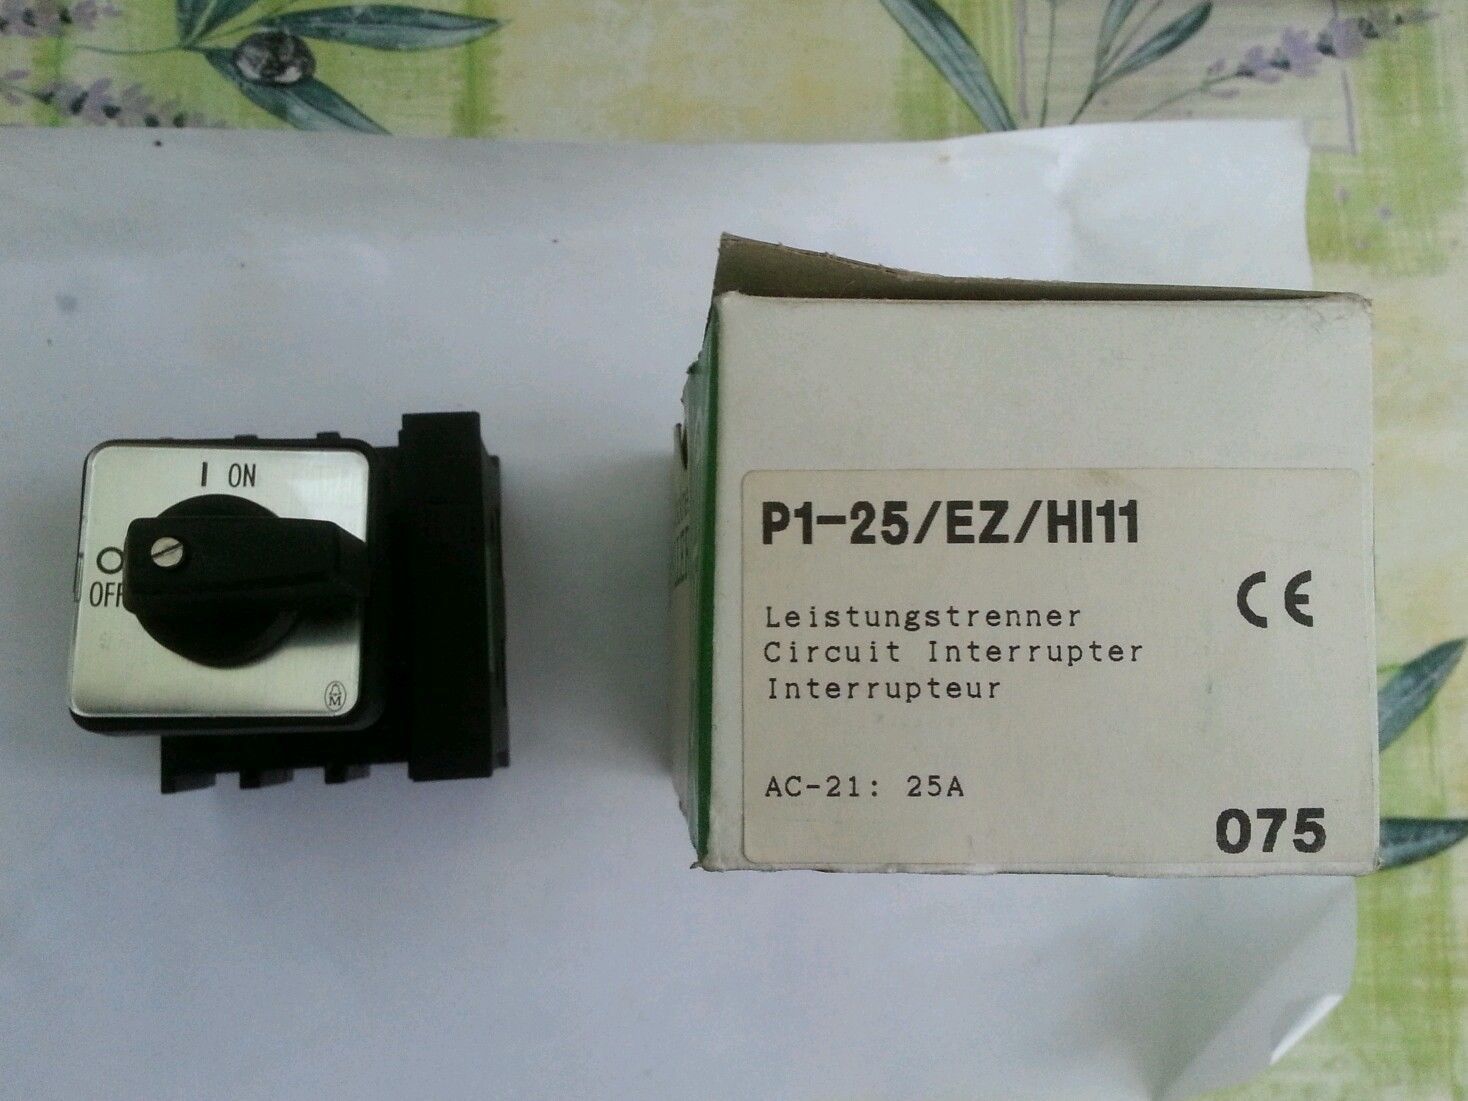 I ON
O
OFF
M
P1-25/EZ/HI11
CE
Leistungstrenner
Circuit Interrupter
Interrupteur
AC-21: 25A
075